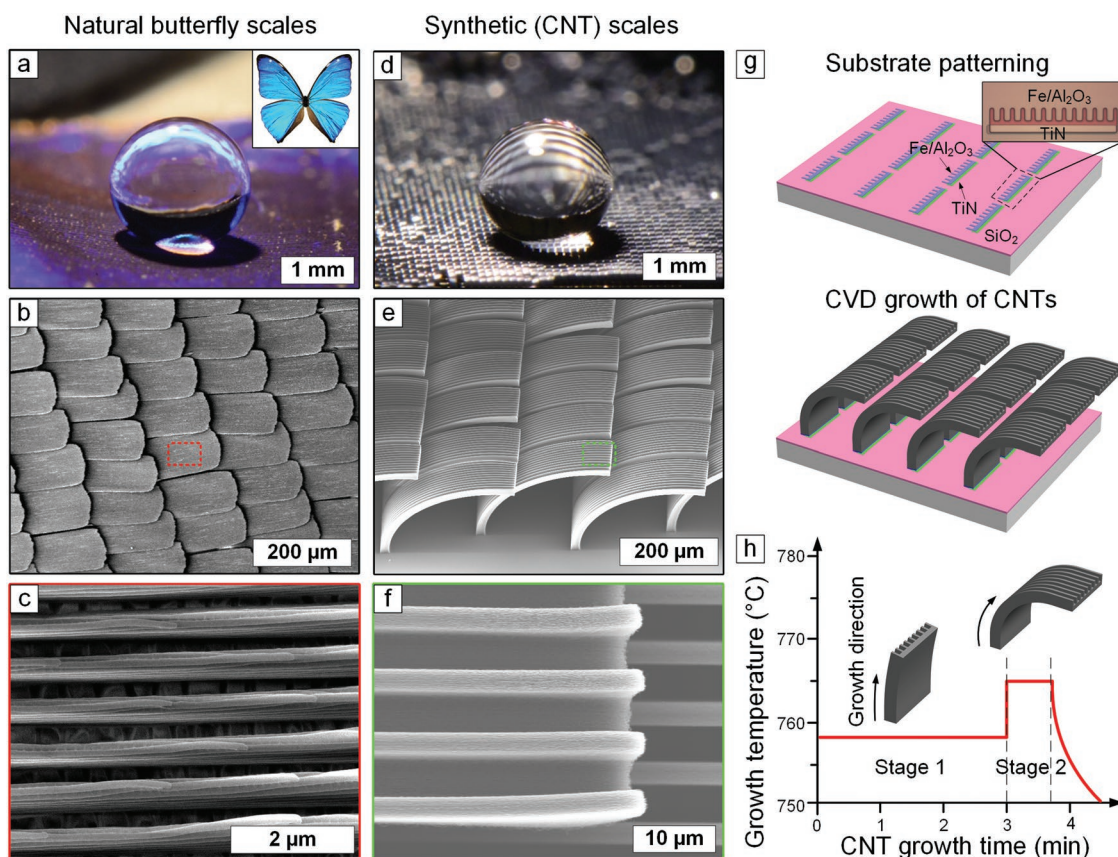 Natural butterfly scales
Synthetic (CNT) scales
a
1 mm
d
1 mm
b
200 µm
e
200 µm
c
2 µm
f
10 µm
g
Substrate patterning
Fe/Al₂O₃
TiN
Fe/Al₂O₃
TiN
SiO₂
CVD growth of CNTs
h
Growth temperature (°C)
780
770
760
750
Growth direction
Stage 1
Stage 2
0
1
2
3
4
CNT growth time (min)